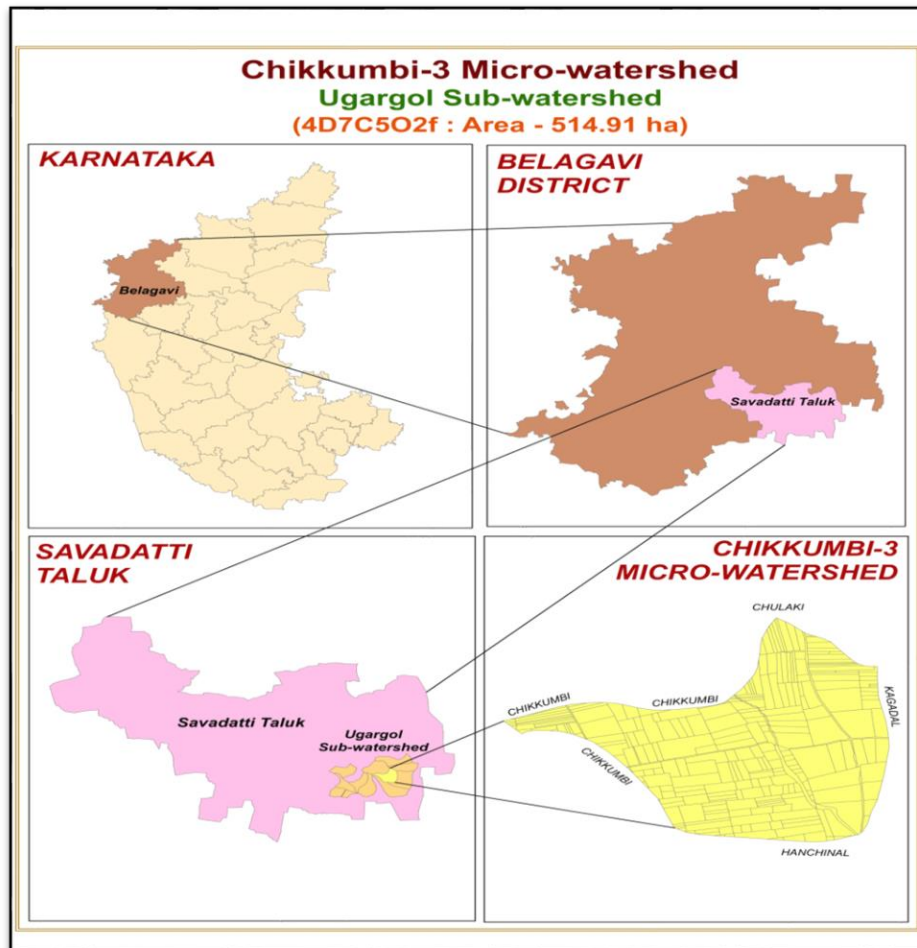 Chikkumbi-3 Micro-watershed
Ugargol Sub-watershed
(4D7C5O2f : Area - 514.91 ha)
KARNATAKA
Belagavi
BELAGAVI
DISTRICT
Savadatti Taluk
SAVADATTI
TALUK
Savadatti Taluk
Ugargol
Sub-watershed
CHIKKUMBI-3
MICRO-WATERSHED
CHULAKI
CHIKKUMBI
CHIKKUMBI
KAGADAL
CHIKKUMBI
HANCHINAL